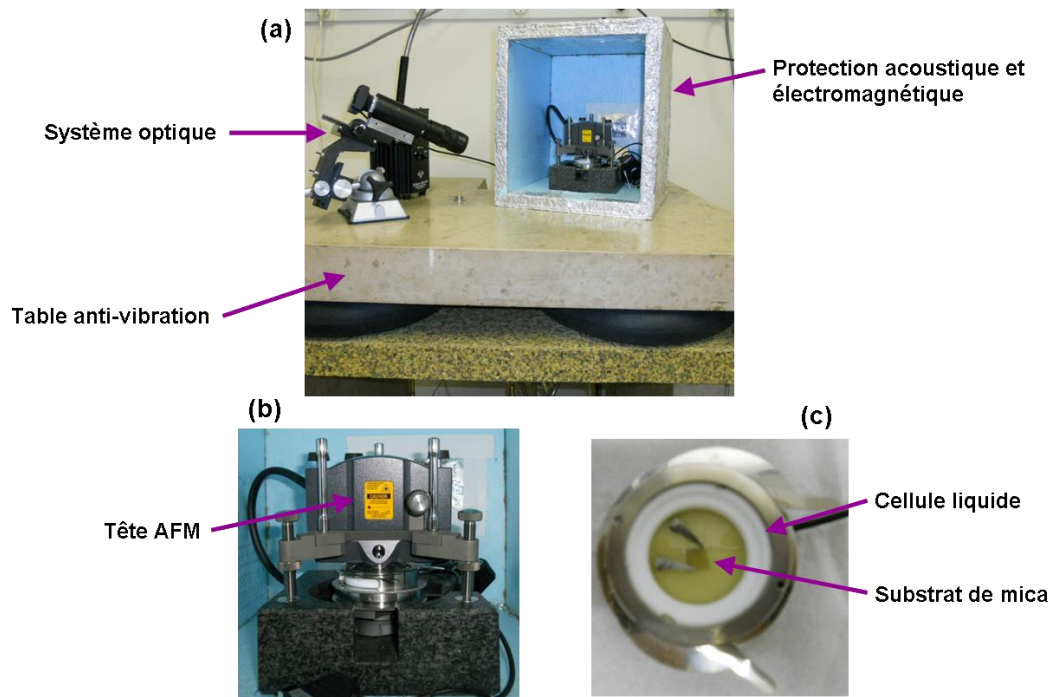 (a)
Protection acoustique et
électromagnétique
Système optique
Table anti-vibration
(b)
(c)
Tête AFM
CAUTION
Cellule liquide
Substrat de mica